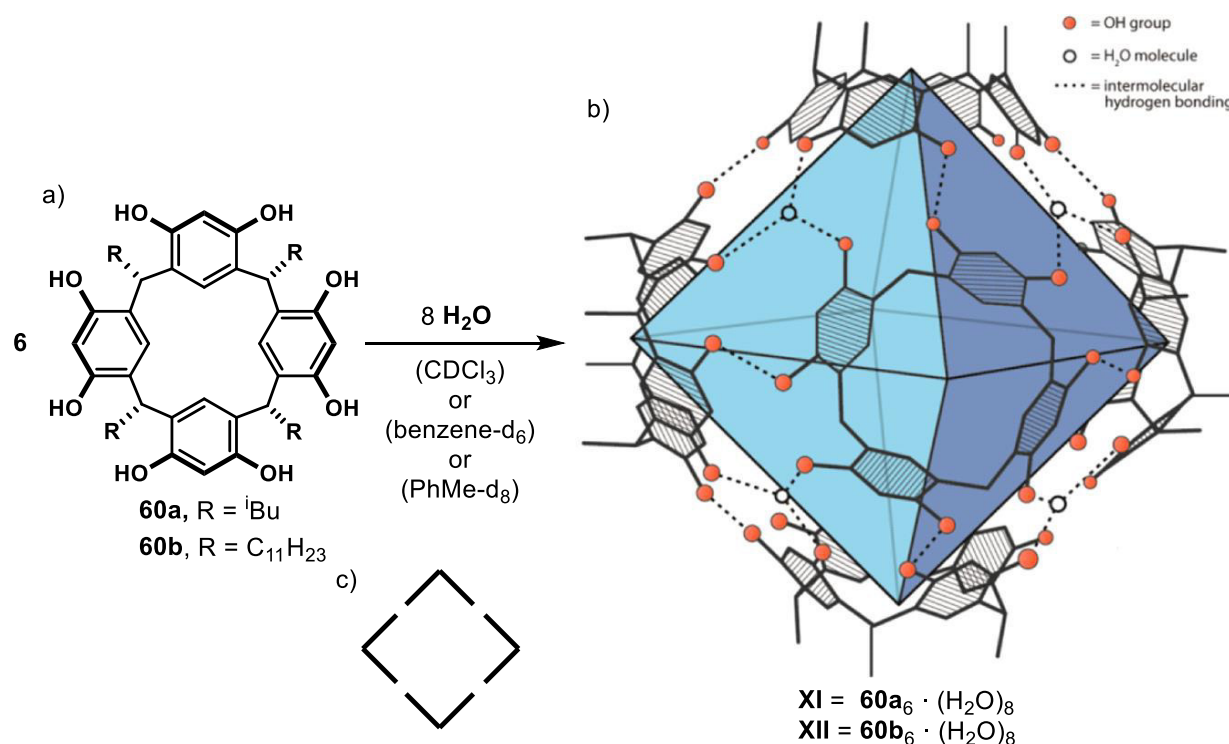 a)
HO OH
R R
HO OH
6
HO OH
R R
HO OH
60a, R = ⁱBu
60b, R = C₁₁H₂₃
8 H₂O
(CDCl₃)
or
(benzene-d₆)
or
(PhMe-d₈)
c)
b)
= OH group
= H₂O molecule
= intermolecular
hydrogen bonding
XI = 60a₆ · (H₂O)₈
XII = 60b₆ · (H₂O)₈